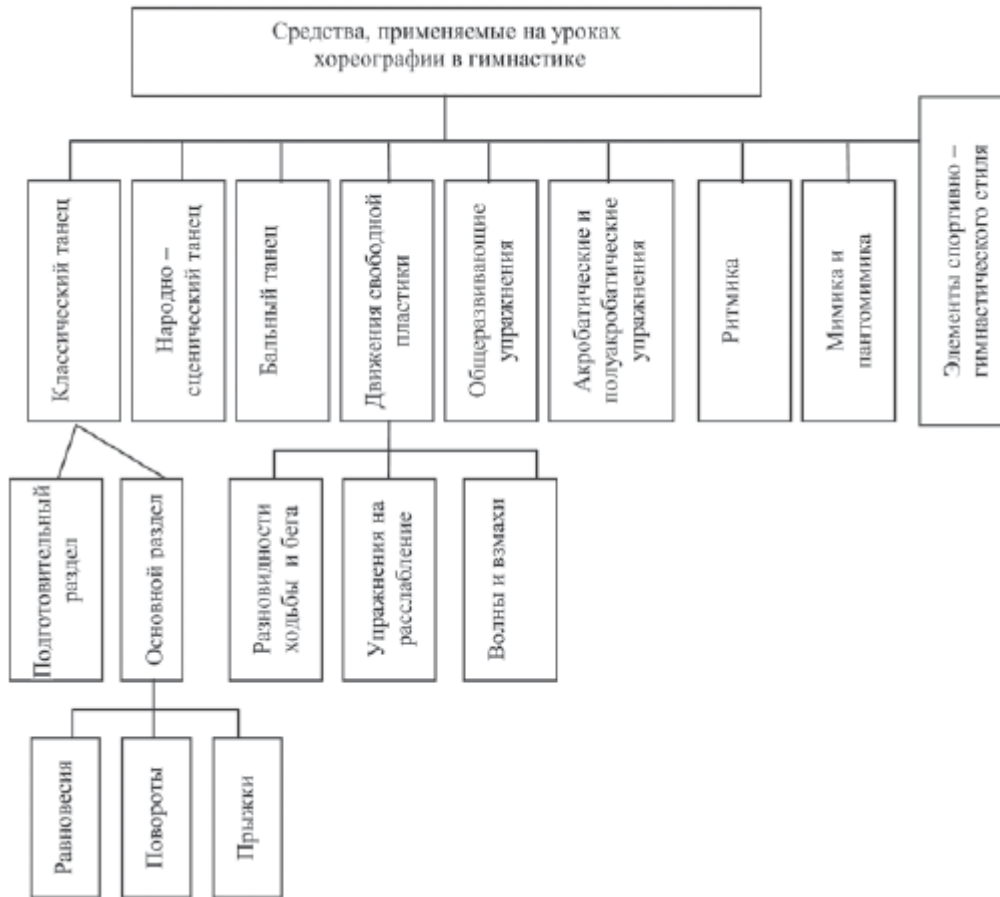 Средства, применяемые на уроках
хореографии в гимнастике
Классический танец
Народно –
сценический танец
Бальный танец
Движения свободной
пластики
Общеразвивающие
упражнения
Акробатические и
полуакробатические
упражнения
Ритмика
Мимика и
пантомимика
Элементы спортивно –
гимнастического стиля
Подготовительный
раздел
Основной раздел
Разновидности
ходьбы и бега
Упражнения на
расслабление
Волны и взмахи
Равновесия
Повороты
Прыжки